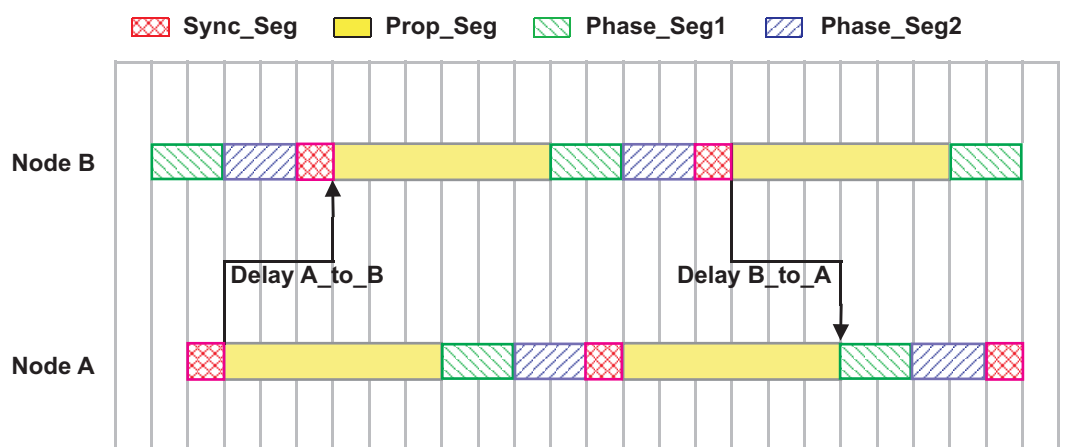 Sync_Seg Prop_Seg Phase_Seg1 Phase_Seg2
Node B
Delay A_to_B Delay B_to_A
Node A